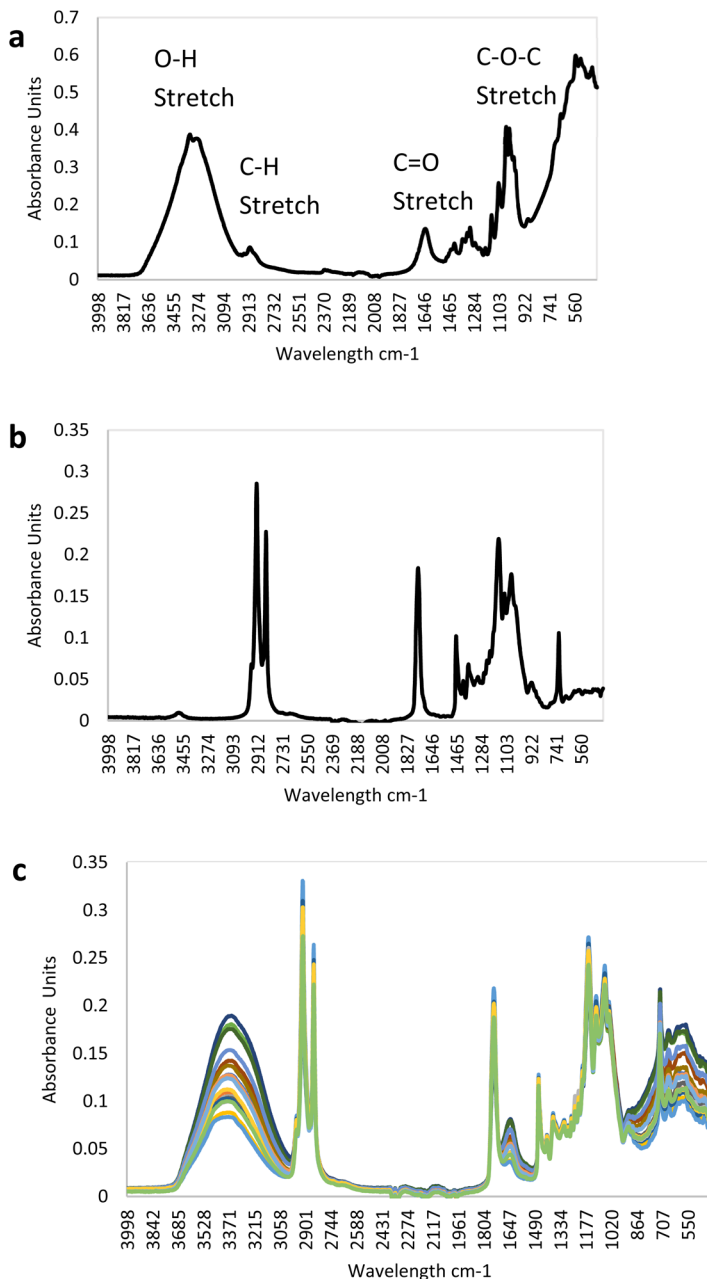 a
0.7
0.6
0.5
0.4
0.3
0.2
0.1
0
Absorbance Units
O-H
Stretch
C-H
Stretch
C=O
Stretch
C-O-C
Stretch
3998 3817 3636 3455 3274 3094 2913 2732 2551 2370 2189 2008 1827 1646 1465 1284 1103 922 741 560
Wavelength cm-1
b
0.35
0.3
0.25
0.2
0.15
0.1
0.05
0
Absorbance Units
3998 3817 3636 3455 3274 3093 2912 2731 2550 2369 2188 2008 1827 1646 1465 1284 1103 922 741 560
Wavelength cm-1
c
0.35
0.3
0.25
0.2
0.15
0.1
0.05
0
Absorbance Units
3998 3842 3685 3528 3371 3215 3058 2901 2744 2588 2431 2274 2117 1961 1804 1647 1490 1334 1177 1020 864 707 550
Wavelength cm-1